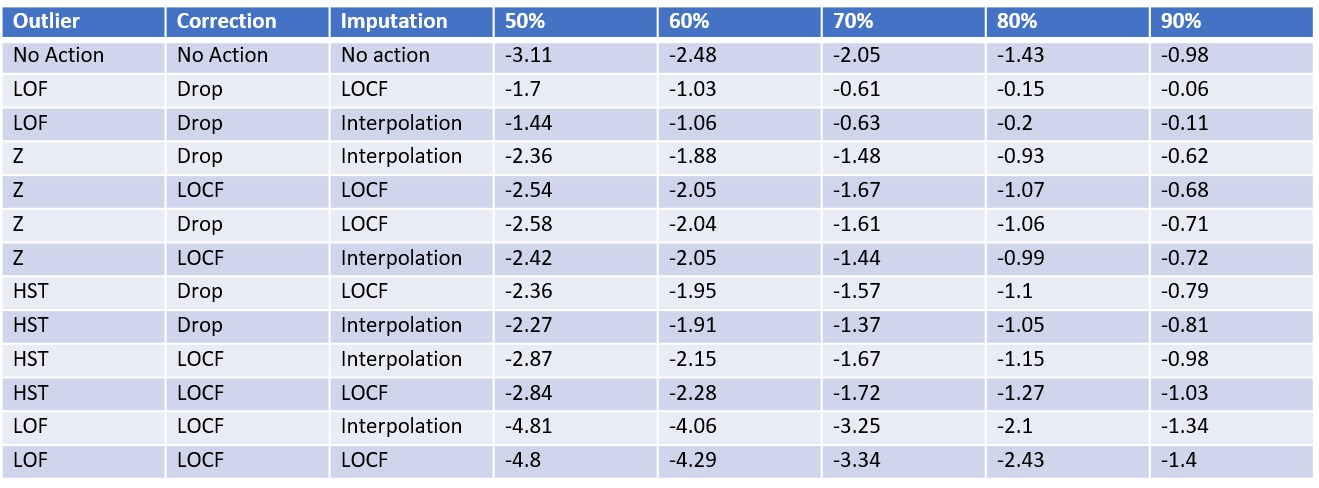 Outlier Correction Imputation 50% 60% 70% 80% 90%
No Action No Action No action -3.11 -2.48 -2.05 -1.43 -0.98
LOF Drop LOCF -1.7 -1.03 -0.61 -0.15 -0.06
LOF Drop Interpolation -1.44 -1.06 -0.63 -0.2 -0.11
Z Drop Interpolation -2.36 -1.88 -1.48 -0.93 -0.62
Z LOCF LOCF -2.54 -2.05 -1.67 -1.07 -0.68
Z Drop LOCF -2.58 -2.04 -1.61 -1.06 -0.71
Z LOCF Interpolation -2.42 -2.05 -1.44 -0.99 -0.72
HST Drop LOCF -2.36 -1.95 -1.57 -1.1 -0.79
HST Drop Interpolation -2.27 -1.91 -1.37 -1.05 -0.81
HST LOCF Interpolation -2.87 -2.15 -1.67 -1.15 -0.98
HST LOCF LOCF -2.84 -2.28 -1.72 -1.27 -1.03
LOF LOCF Interpolation -4.81 -4.06 -3.25 -2.1 -1.34
LOF LOCF LOCF -4.8 -4.29 -3.34 -2.43 -1.4